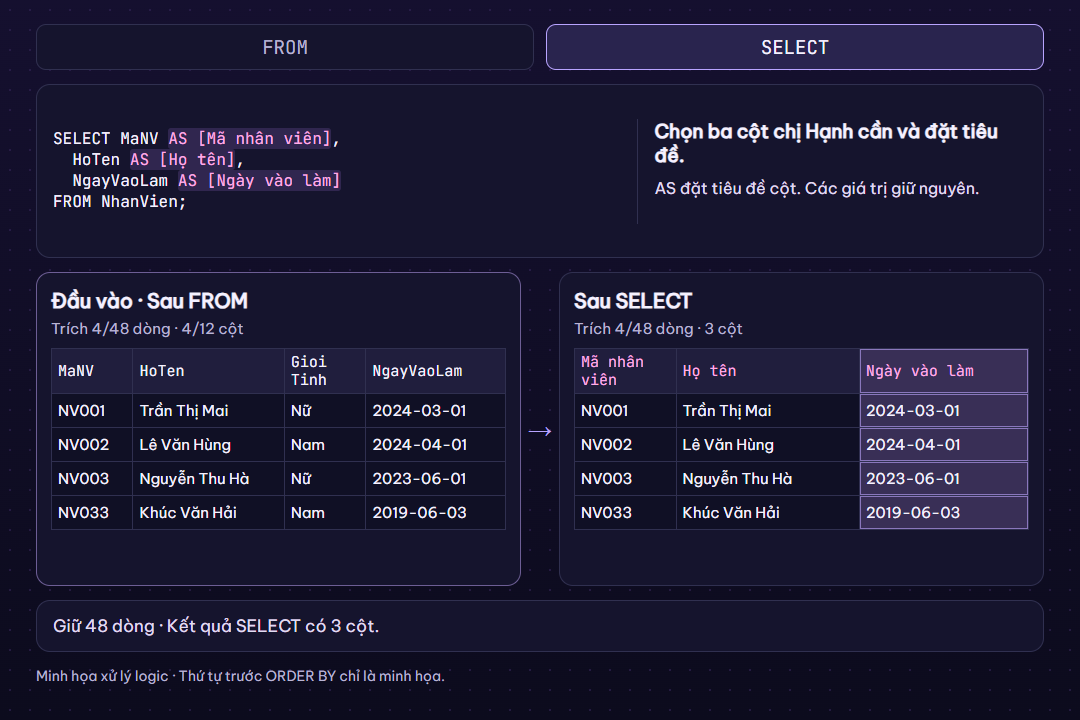 FROM
SELECT
SELECT MaNV AS [Mã nhân viên],
HoTen AS [Họ tên],
NgayVaoLam AS [Ngày vào làm]
FROM NhanVien;
Chọn ba cột chị Hạnh cần và đặt tiêu
đề.
AS đặt tiêu đề cột. Các giá trị giữ nguyên.
Đầu vào · Sau FROM
Trích 4/48 dòng · 4/12 cột
MaNV HoTen Gioi Tinh NgayVaoLam
NV001 Trần Thị Mai Nữ 2024-03-01
NV002 Lê Văn Hùng Nam 2024-04-01
NV003 Nguyễn Thu Hà Nữ 2023-06-01
NV033 Khúc Văn Hải Nam 2019-06-03
→
Sau SELECT
Trích 4/48 dòng · 3 cột
Mã nhân viên Họ tên Ngày vào làm
NV001 Trần Thị Mai 2024-03-01
NV002 Lê Văn Hùng 2024-04-01
NV003 Nguyễn Thu Hà 2023-06-01
NV033 Khúc Văn Hải 2019-06-03
Giữ 48 dòng · Kết quả SELECT có 3 cột.
Minh họa xử lý logic · Thứ tự trước ORDER BY chỉ là minh họa.